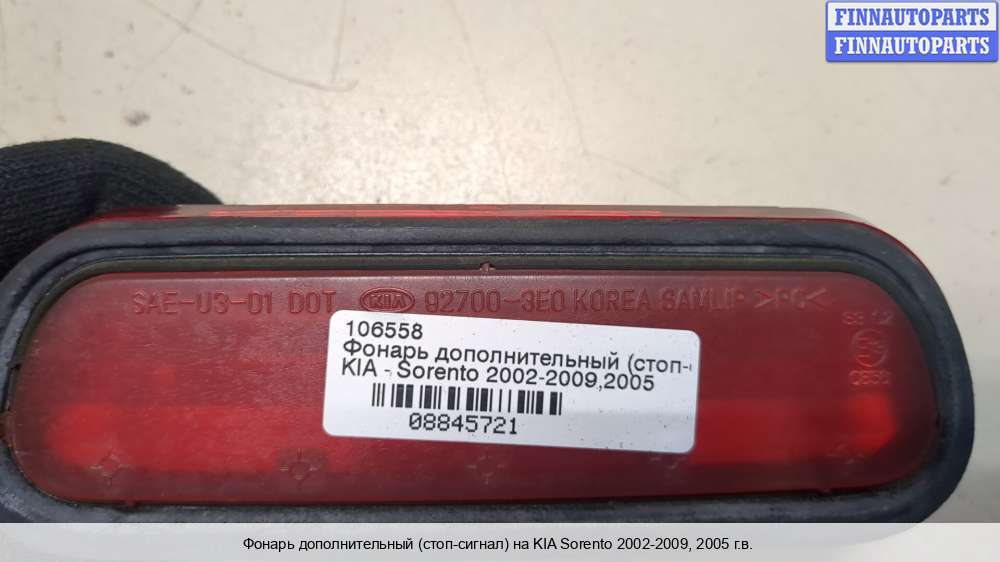 FINNAUTOPARTS
FINNAUTOPARTS
SAE-U3-01 DOT KIA 92700-3E0 KOREA SAMLIP >PC<
106558
Фонарь дополнительный (стоп-
KIA - Sorento 2002-2009,2005
08845721
Фонарь дополнительный (стоп-сигнал) на KIA Sorento 2002-2009, 2005 г.в.